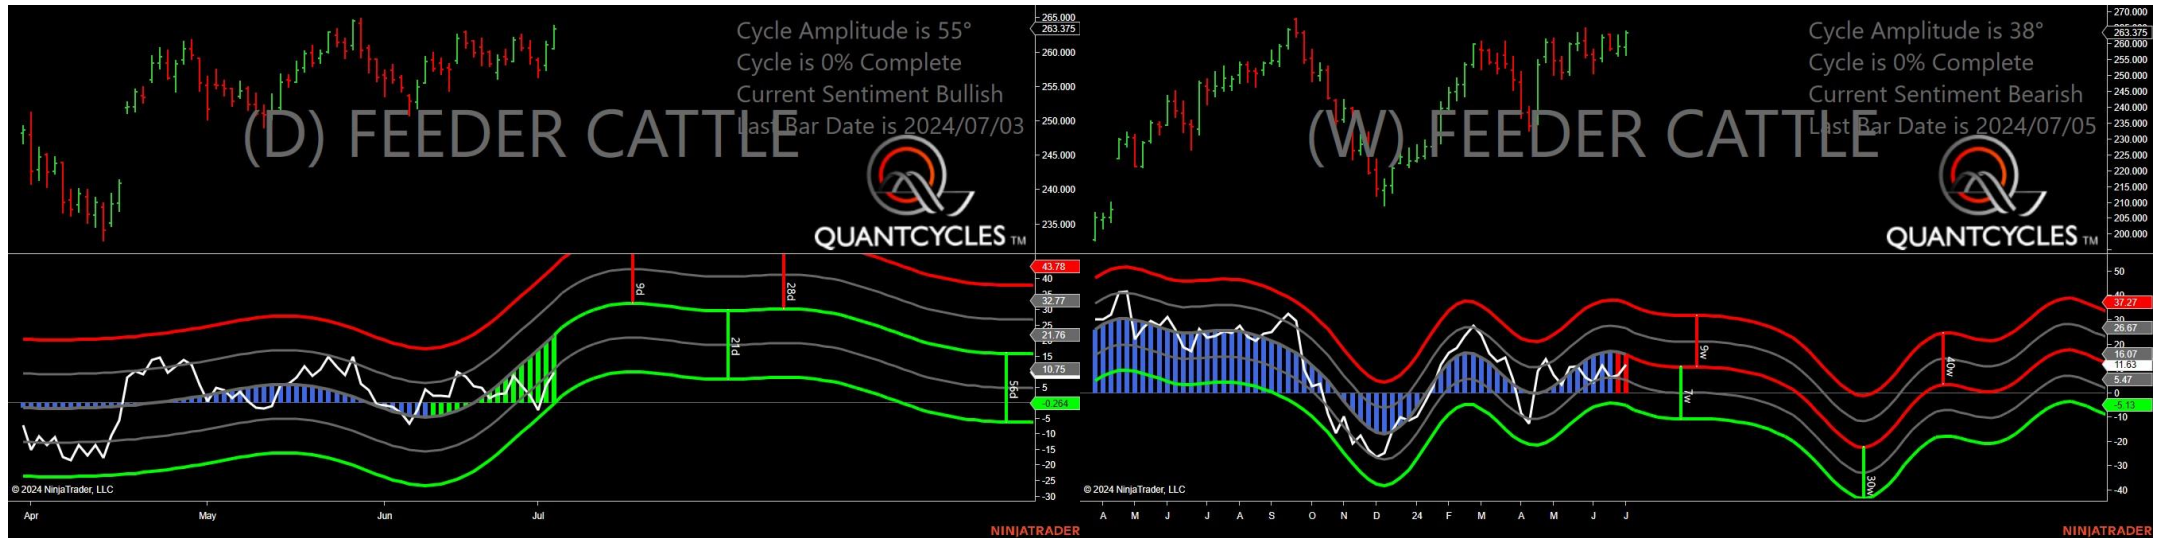 Cycle Amplitude is 55°
Cycle is 0% Complete
Current Sentiment Bullish
Last Bar Date is 2024/07/03
(D) FEEDER CATTLE
QUANTCYCLES TM
265.000
263.375
260.000
255.000
250.000
245.000
240.000
235.000
9d
28d
21d
56d
43.78
40
35
32.77
25
21.76
15
10.75
5
-0.264
-5
-10
-15
-20
-25
-30
© 2024 NinjaTrader, LLC
Apr May Jun Jul
NINJATRADER
Cycle Amplitude is 38°
Cycle is 0% Complete
Current Sentiment Bearish
Last Bar Date is 2024/07/05
(W) FEEDER CATTLE
QUANTCYCLES TM
270.000
263.375
260.000
255.000
250.000
245.000
240.000
235.000
230.000
225.000
220.000
215.000
210.000
205.000
200.000
9w
7w
40w
30w
50
40
37.27
30
26.67
20
16.07
11.63
5.47
0
-5.13
-10
-20
-30
-40
© 2024 NinjaTrader, LLC
A M J J A S O N D 24 F M A M J J
NINJATRADER